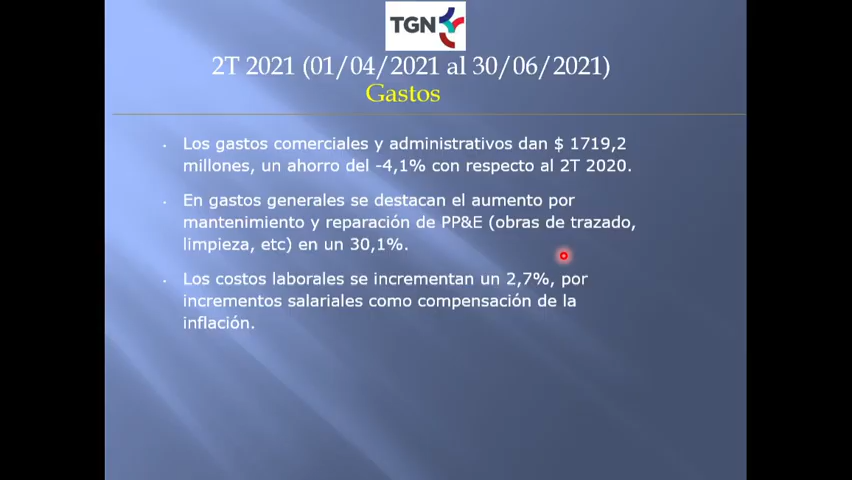 TGN
2T 2021 (01/04/2021 al 30/06/2021)
Gastos
Los gastos comerciales y administrativos dan $ 1719,2
millones, un ahorro del -4,1% con respecto al 2T 2020.
En gastos generales se destacan el aumento por
mantenimiento y reparación de PP&E (obras de trazado,
limpieza, etc) en un 30,1%.
Los costos laborales se incrementan un 2,7%, por
incrementos salariales como compensación de la
inflación.